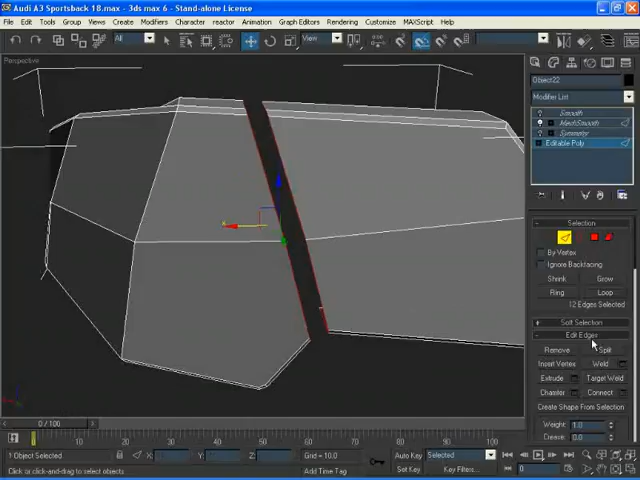 Audi A3 Sportsback 18.max - 3ds max 6 - Stand-alone License
File Edit Tools Group Views Create Modifiers Character reactor Animation Graph Editors Rendering Customize MAXScript Help
All View
Perspective
Object22
Modifier List
Smooth
MeshSmooth
Symmetry
Editable Poly
Selection
By Vertex
Ignore Backfacing
Shrink Grow
Ring Loop
12 Edges Selected
Soft Selection
Edit Edges
Remove Split
Insert Vertex Weld
Extrude Target Weld
Chamfer Connect
Create Shape From Selection
Weight: 1.0
Crease: 0.0
0 / 100
0 10 20 30 40 50 60 70 80 90 100
1 Object Selected X: Y: Z: Grid = 10.0 Auto Key Selected
Click or click-and-drag to select objects Add Time Tag Set Key Key Filters... 0